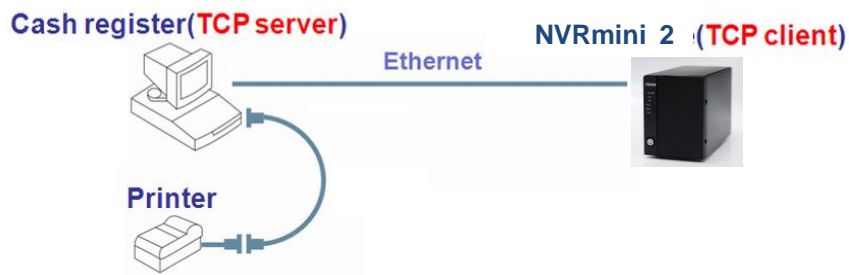 Cash register(TCP server)
NVRmini 2 (TCP client)
Ethernet
Printer